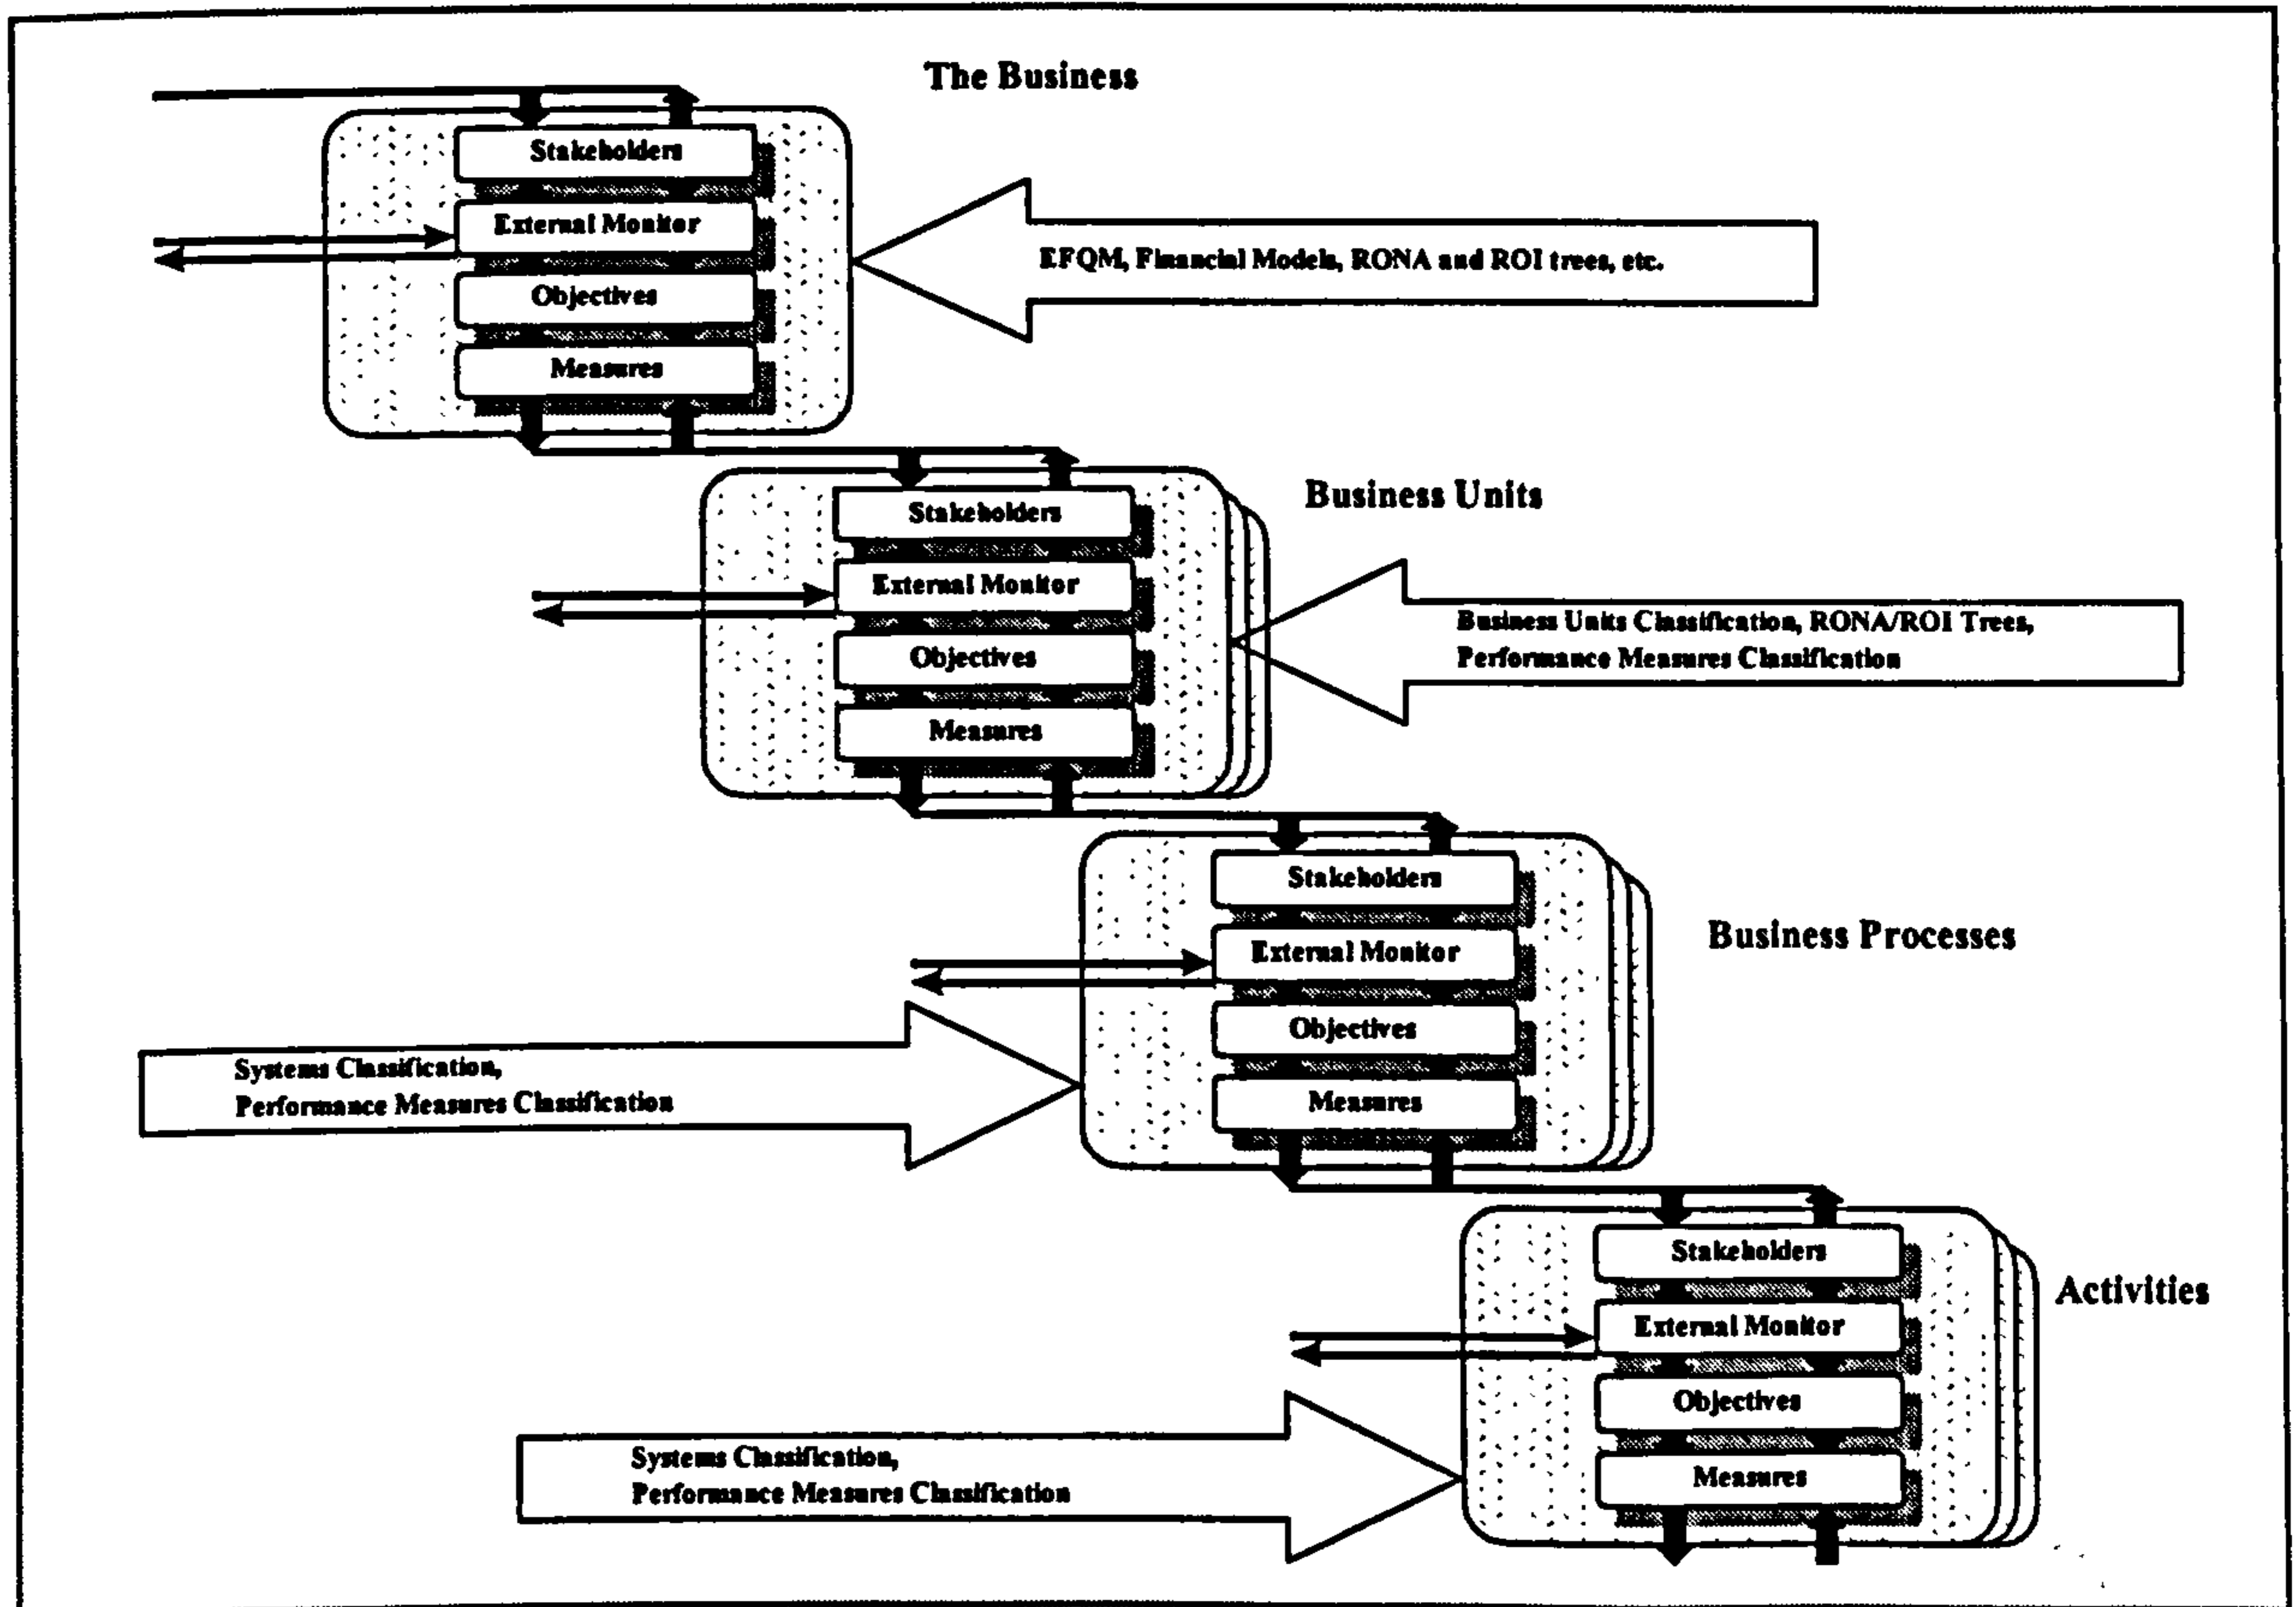 The Business
Stakeholders
External Monitor
Objectives
Measures
EFQM, Financial Models, RONA and ROI trees, etc.
Business Units
Stakeholders
External Monitor
Objectives
Measures
Business Units Classification, RONA/ROI Trees,
Performance Measures Classification
Business Processes
Stakeholders
External Monitor
Objectives
Measures
Systems Classification,
Performance Measures Classification
Activities
Stakeholders
External Monitor
Objectives
Measures
Systems Classification,
Performance Measures Classification